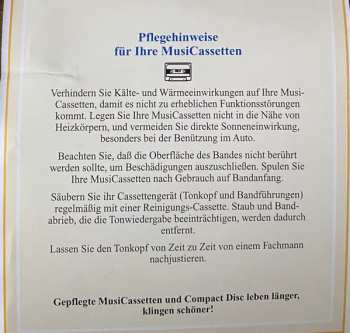 Pflegehinweise
für Ihre MusiCassetten
Verhindern Sie Kälte- und Wärmeeinwirkungen auf Ihre Musi-
Cassetten, damit es nicht zu erheblichen Funktionsstörungen
kommt. Legen Sie Ihre MusiCassetten nicht in die Nähe von
Heizkörpern, und vermeiden Sie direkte Sonneneinwirkung,
besonders bei der Benützung im Auto.
Beachten Sie, daß die Oberfläche des Bandes nicht berührt
werden sollte, um Beschädigungen auszuschließen. Spulen Sie
Ihre MusiCassetten nach Gebrauch auf Bandanfang.
Säubern Sie ihr Cassettengerät (Tonkopf und Bandführungen)
regelmäßig mit einer Reinigungs-Cassette. Staub und Band-
abrieb, die die Tonwiedergabe beeinträchtigen, werden dadurch
entfernt.
Lassen Sie den Tonkopf von Zeit zu Zeit von einem Fachmann
nachjustieren.
Gepflegte MusiCassetten und Compact Disc leben länger,
klingen schöner!